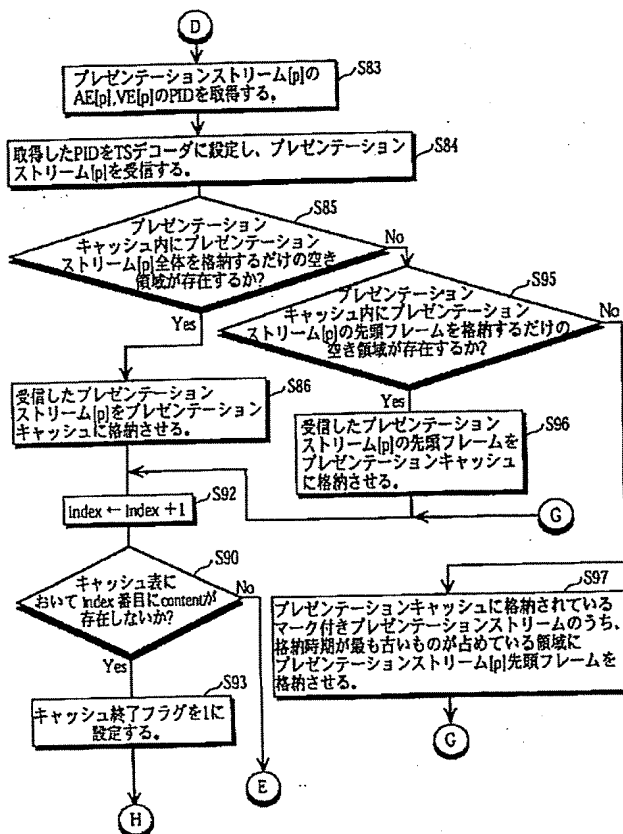 D
S83
プレゼンテーションストリーム[p]の
AE[p],VE[p]のPIDを取得する。
S84
取得したPIDをTSデコーダに設定し、プレゼンテーション
ストリーム[p]を受信する。
S85
プレゼンテーション
キャッシュ内にプレゼンテーション
ストリーム[p]全体を格納するだけの空き
領域が存在するか?
No
Yes
S95
プレゼンテーション
キャッシュ内にプレゼンテーション
ストリーム[p]の先頭フレームを格納するだけの
空き領域が存在するか?
No
Yes
S86
受信したプレゼンテーション
ストリーム[p]をプレゼンテーション
キャッシュに格納させる。
S96
受信したプレゼンテーション
ストリーム[p]の先頭フレームを
プレゼンテーションキャッシュ
に格納させる。
G
S92
index ← index +1
S90
キャッシュ表に
おいて index 番目にcontentが
存在しないか?
No
Yes
S97
プレゼンテーションキャッシュに格納されている
マーク付きプレゼンテーションストリームのうち、
格納時期が最も古いものが占めている領域に
プレゼンテーションストリーム[p]先頭フレームを
格納させる。
S93
キャッシュ終了フラグを1に
設定する。
G
E
H